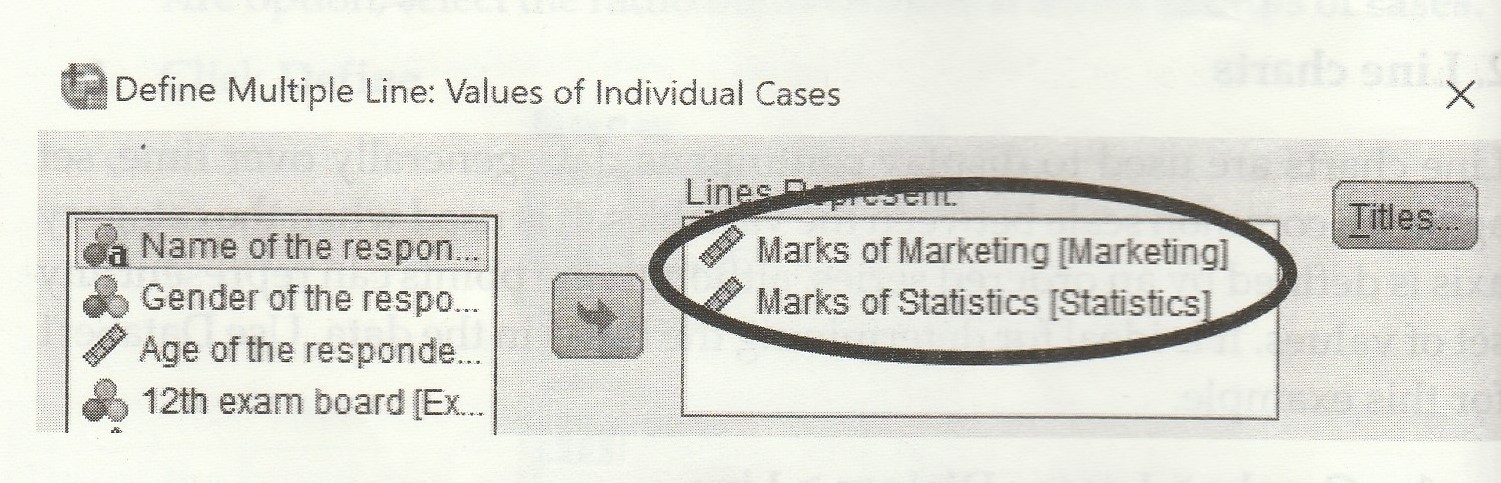 Define Multiple Line: Values of Individual Cases
Lines Represent:
Titles...
Name of the respon...
Gender of the respo...
Age of the responde...
12th exam board [Ex...
Marks of Marketing [Marketing]
Marks of Statistics [Statistics]